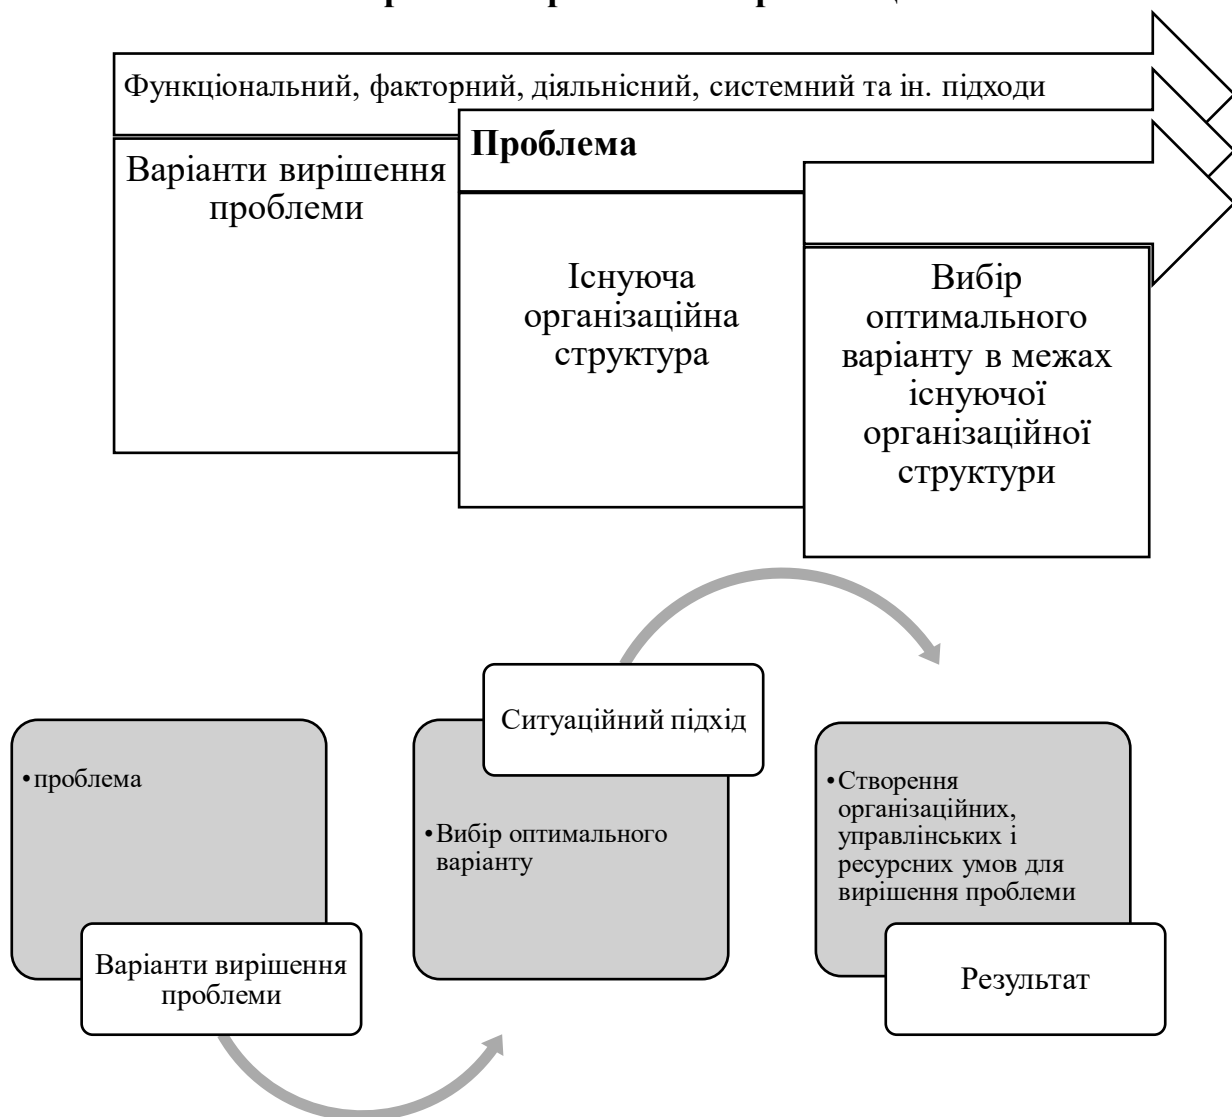 Функціональний, факторний, діяльнісний, системний та ін. підходи
Проблема
Варіанти вирішення
проблеми
Існуюча
організаційна
структура
Вибір
оптимального
варіанту в межах
існуючої
організаційної
структури
Ситуаційний підхід
•проблема
•Вибір оптимального
варіанту
•Створення
організаційних,
управлінських і
ресурсних умов для
вирішення проблеми
Варіанти вирішення
проблеми
Результат